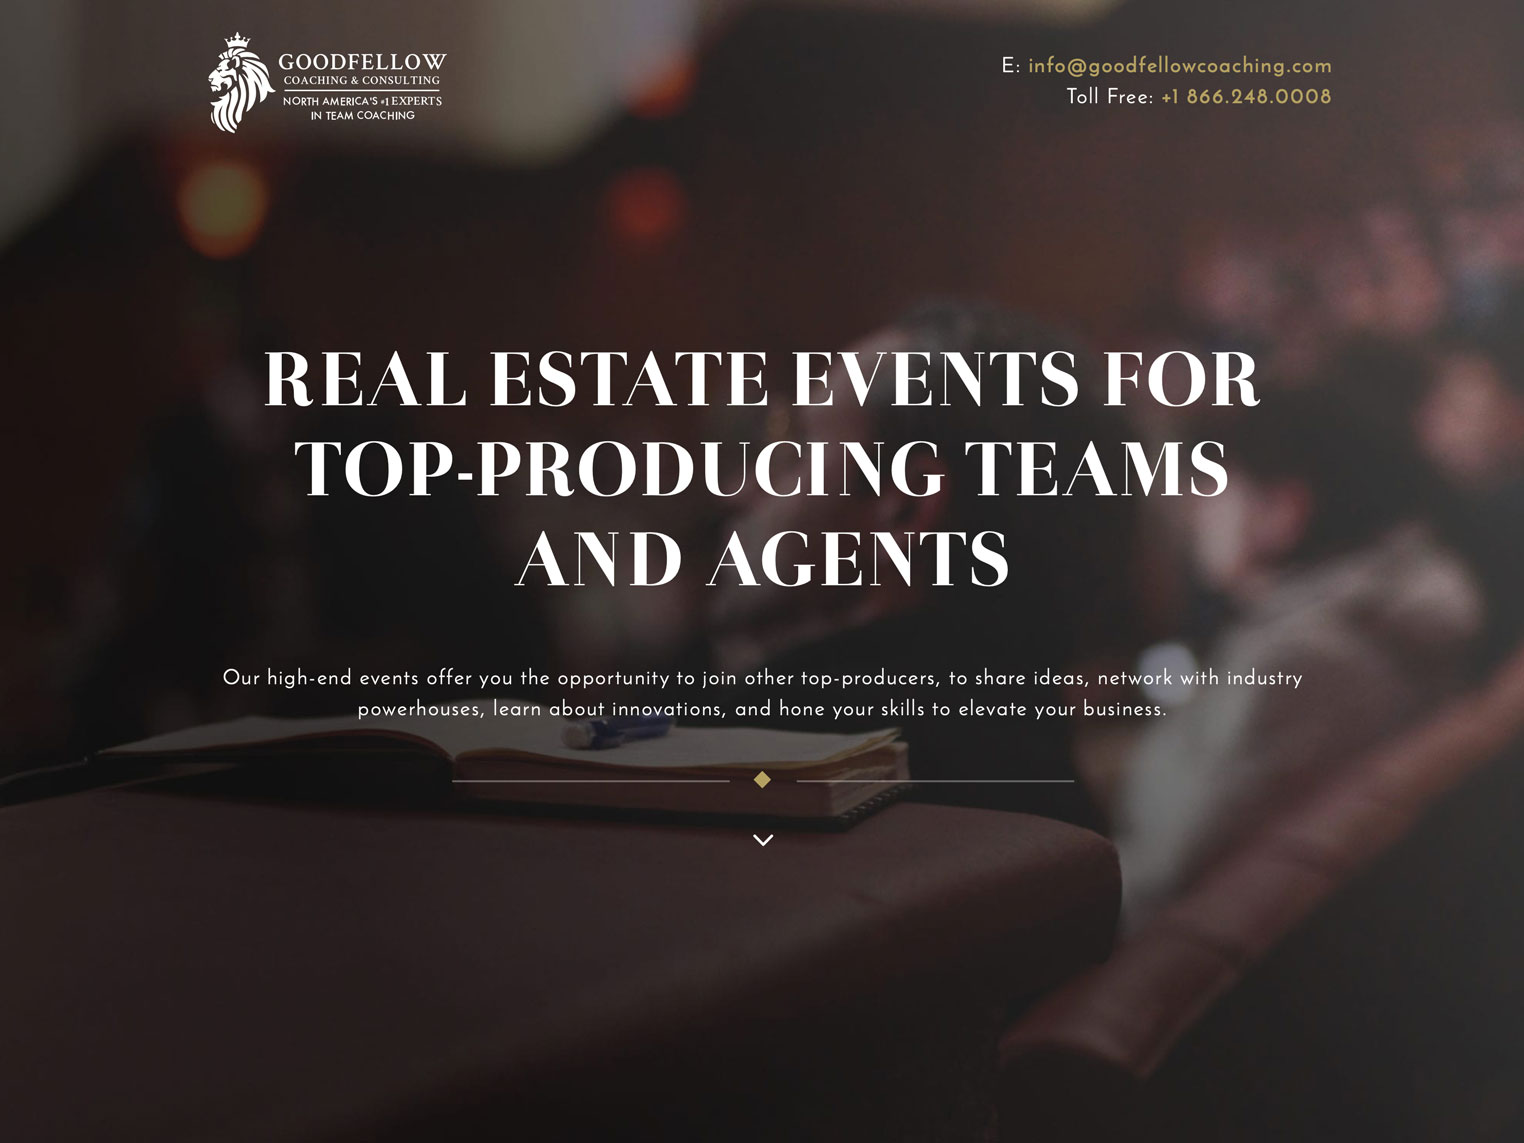 GOODFELLOW
COACHING & CONSULTING
NORTH AMERICA'S #1 EXPERTS
IN TEAM COACHING
E: info@goodfellowcoaching.com
Toll Free: +1 866.248.0008
REAL ESTATE EVENTS FOR
TOP-PRODUCING TEAMS
AND AGENTS
Our high-end events offer you the opportunity to join other top-producers, to share ideas, network with industry
powerhouses, learn about innovations, and hone your skills to elevate your business.